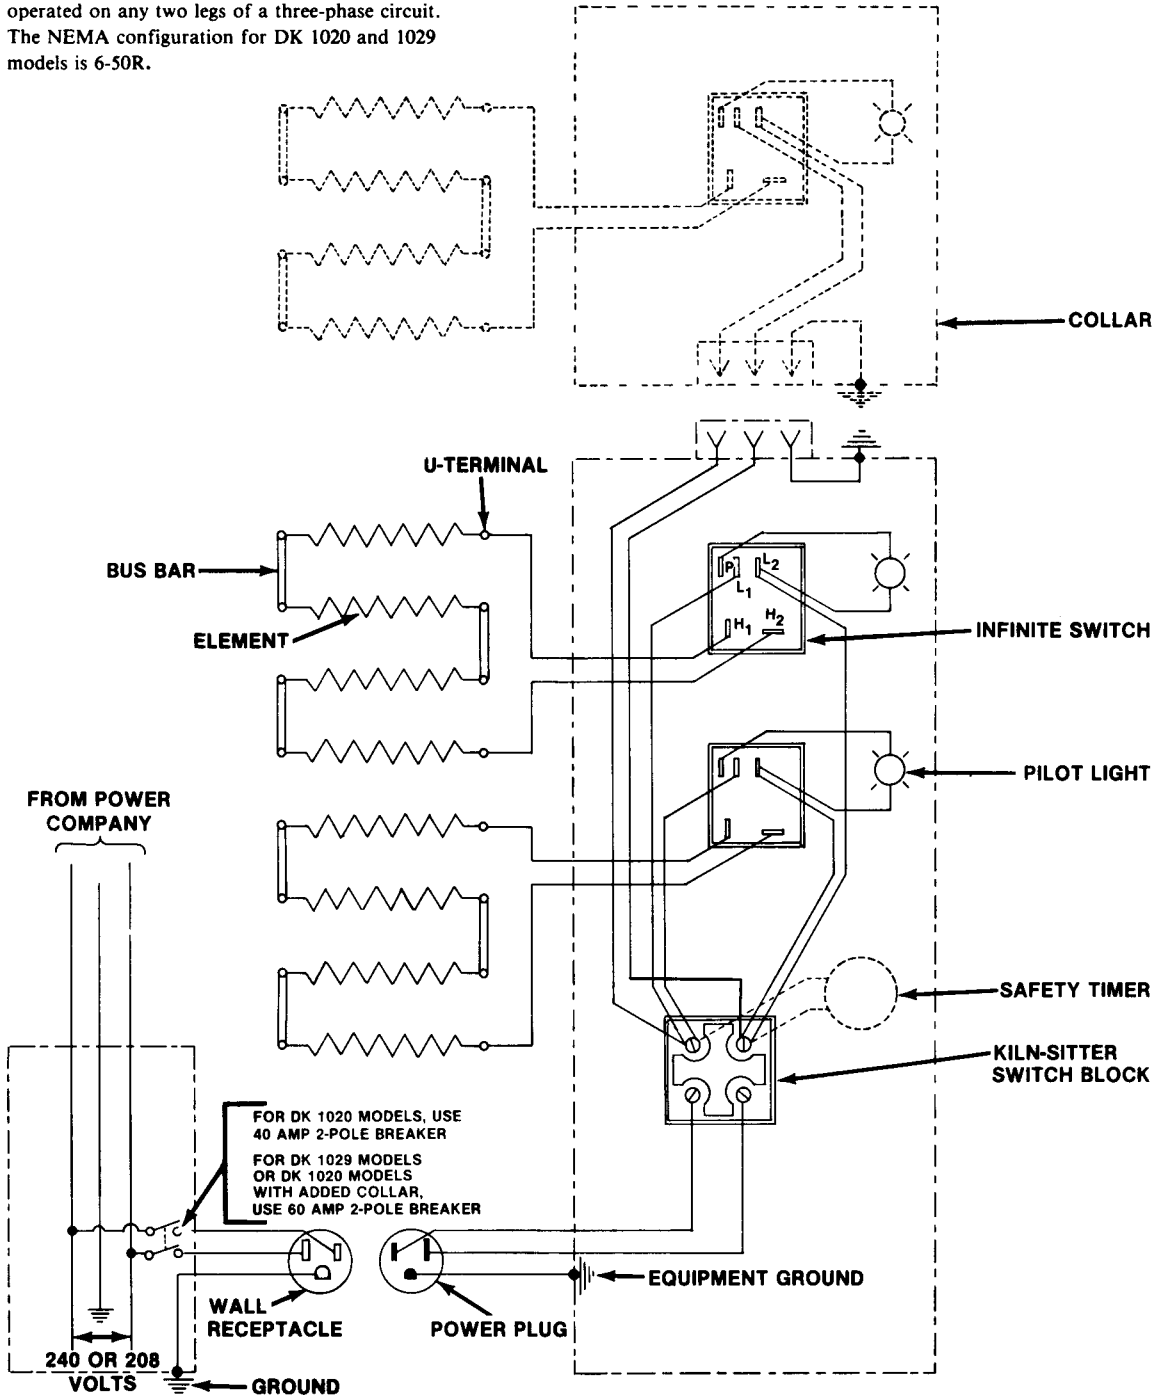 operated on any two legs of a three-phase circuit.
The NEMA configuration for DK 1020 and 1029
models is 6-50R.
COLLAR
U-TERMINAL
BUS BAR
ELEMENT
P
L2
L1
H1
H2
INFINITE SWITCH
PILOT LIGHT
FROM POWER
COMPANY
SAFETY TIMER
KILN-SITTER
SWITCH BLOCK
FOR DK 1020 MODELS, USE
40 AMP 2-POLE BREAKER
FOR DK 1029 MODELS
OR DK 1020 MODELS
WITH ADDED COLLAR,
USE 60 AMP 2-POLE BREAKER
EQUIPMENT GROUND
WALL
RECEPTACLE
POWER PLUG
240 OR 208
VOLTS
GROUND